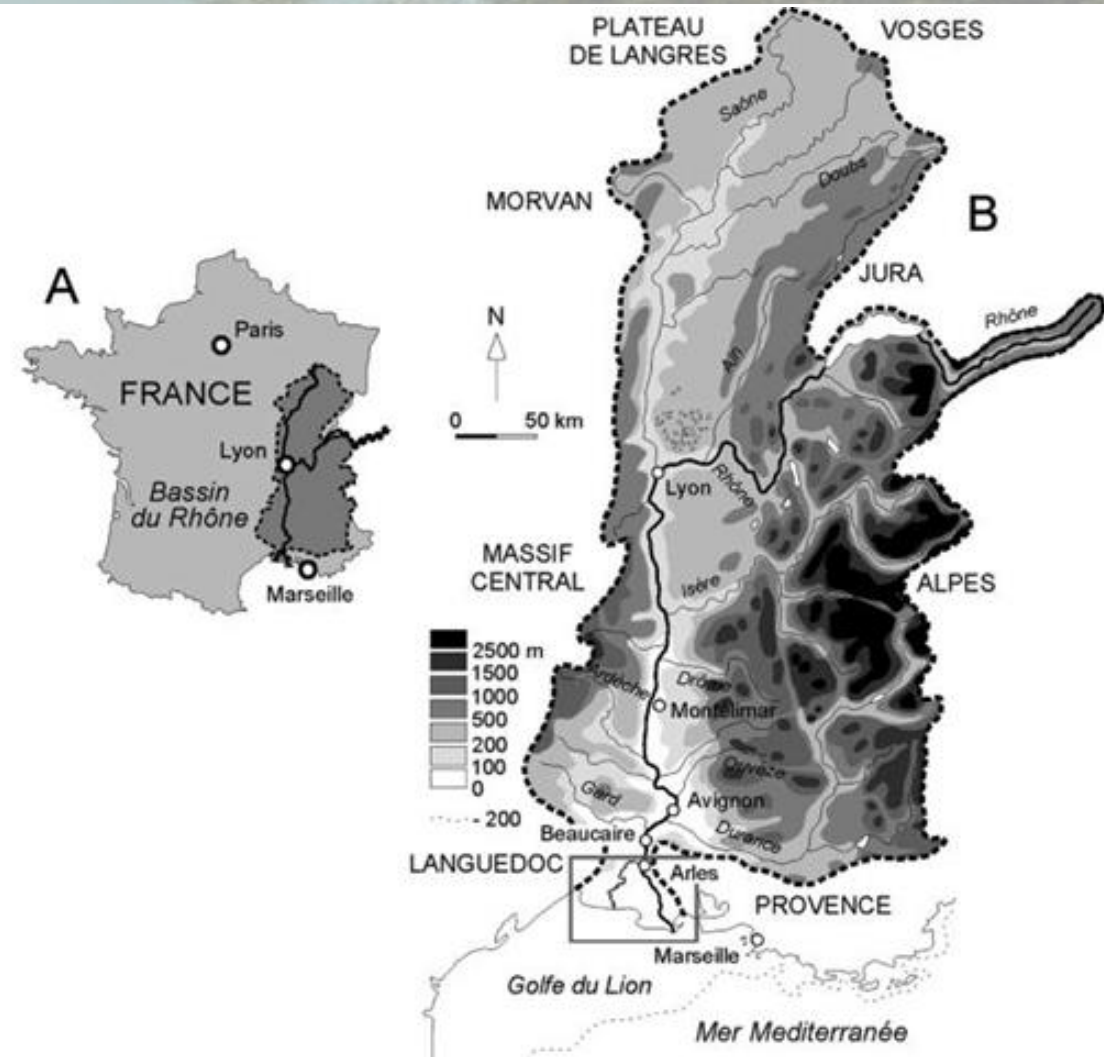 A
Paris
FRANCE
Lyon
Bassin
du Rhône
Marseille
B
PLATEAU
DE LANGRES
VOSGES
Saône
Doubs
MORVAN
JURA
Rhône
N
0 50 km
Ain
Lyon
Rhône
MASSIF
CENTRAL
Isère
ALPES
2500 m
1500
1000
500
200
100
0
- 200
Ardèche
Drôme
Montélimar
Ouvèze
Gard
Avignon
Beaucaire
Durance
LANGUEDOC
Arles
PROVENCE
Marseille
Golfe du Lion
Mer Mediterranée